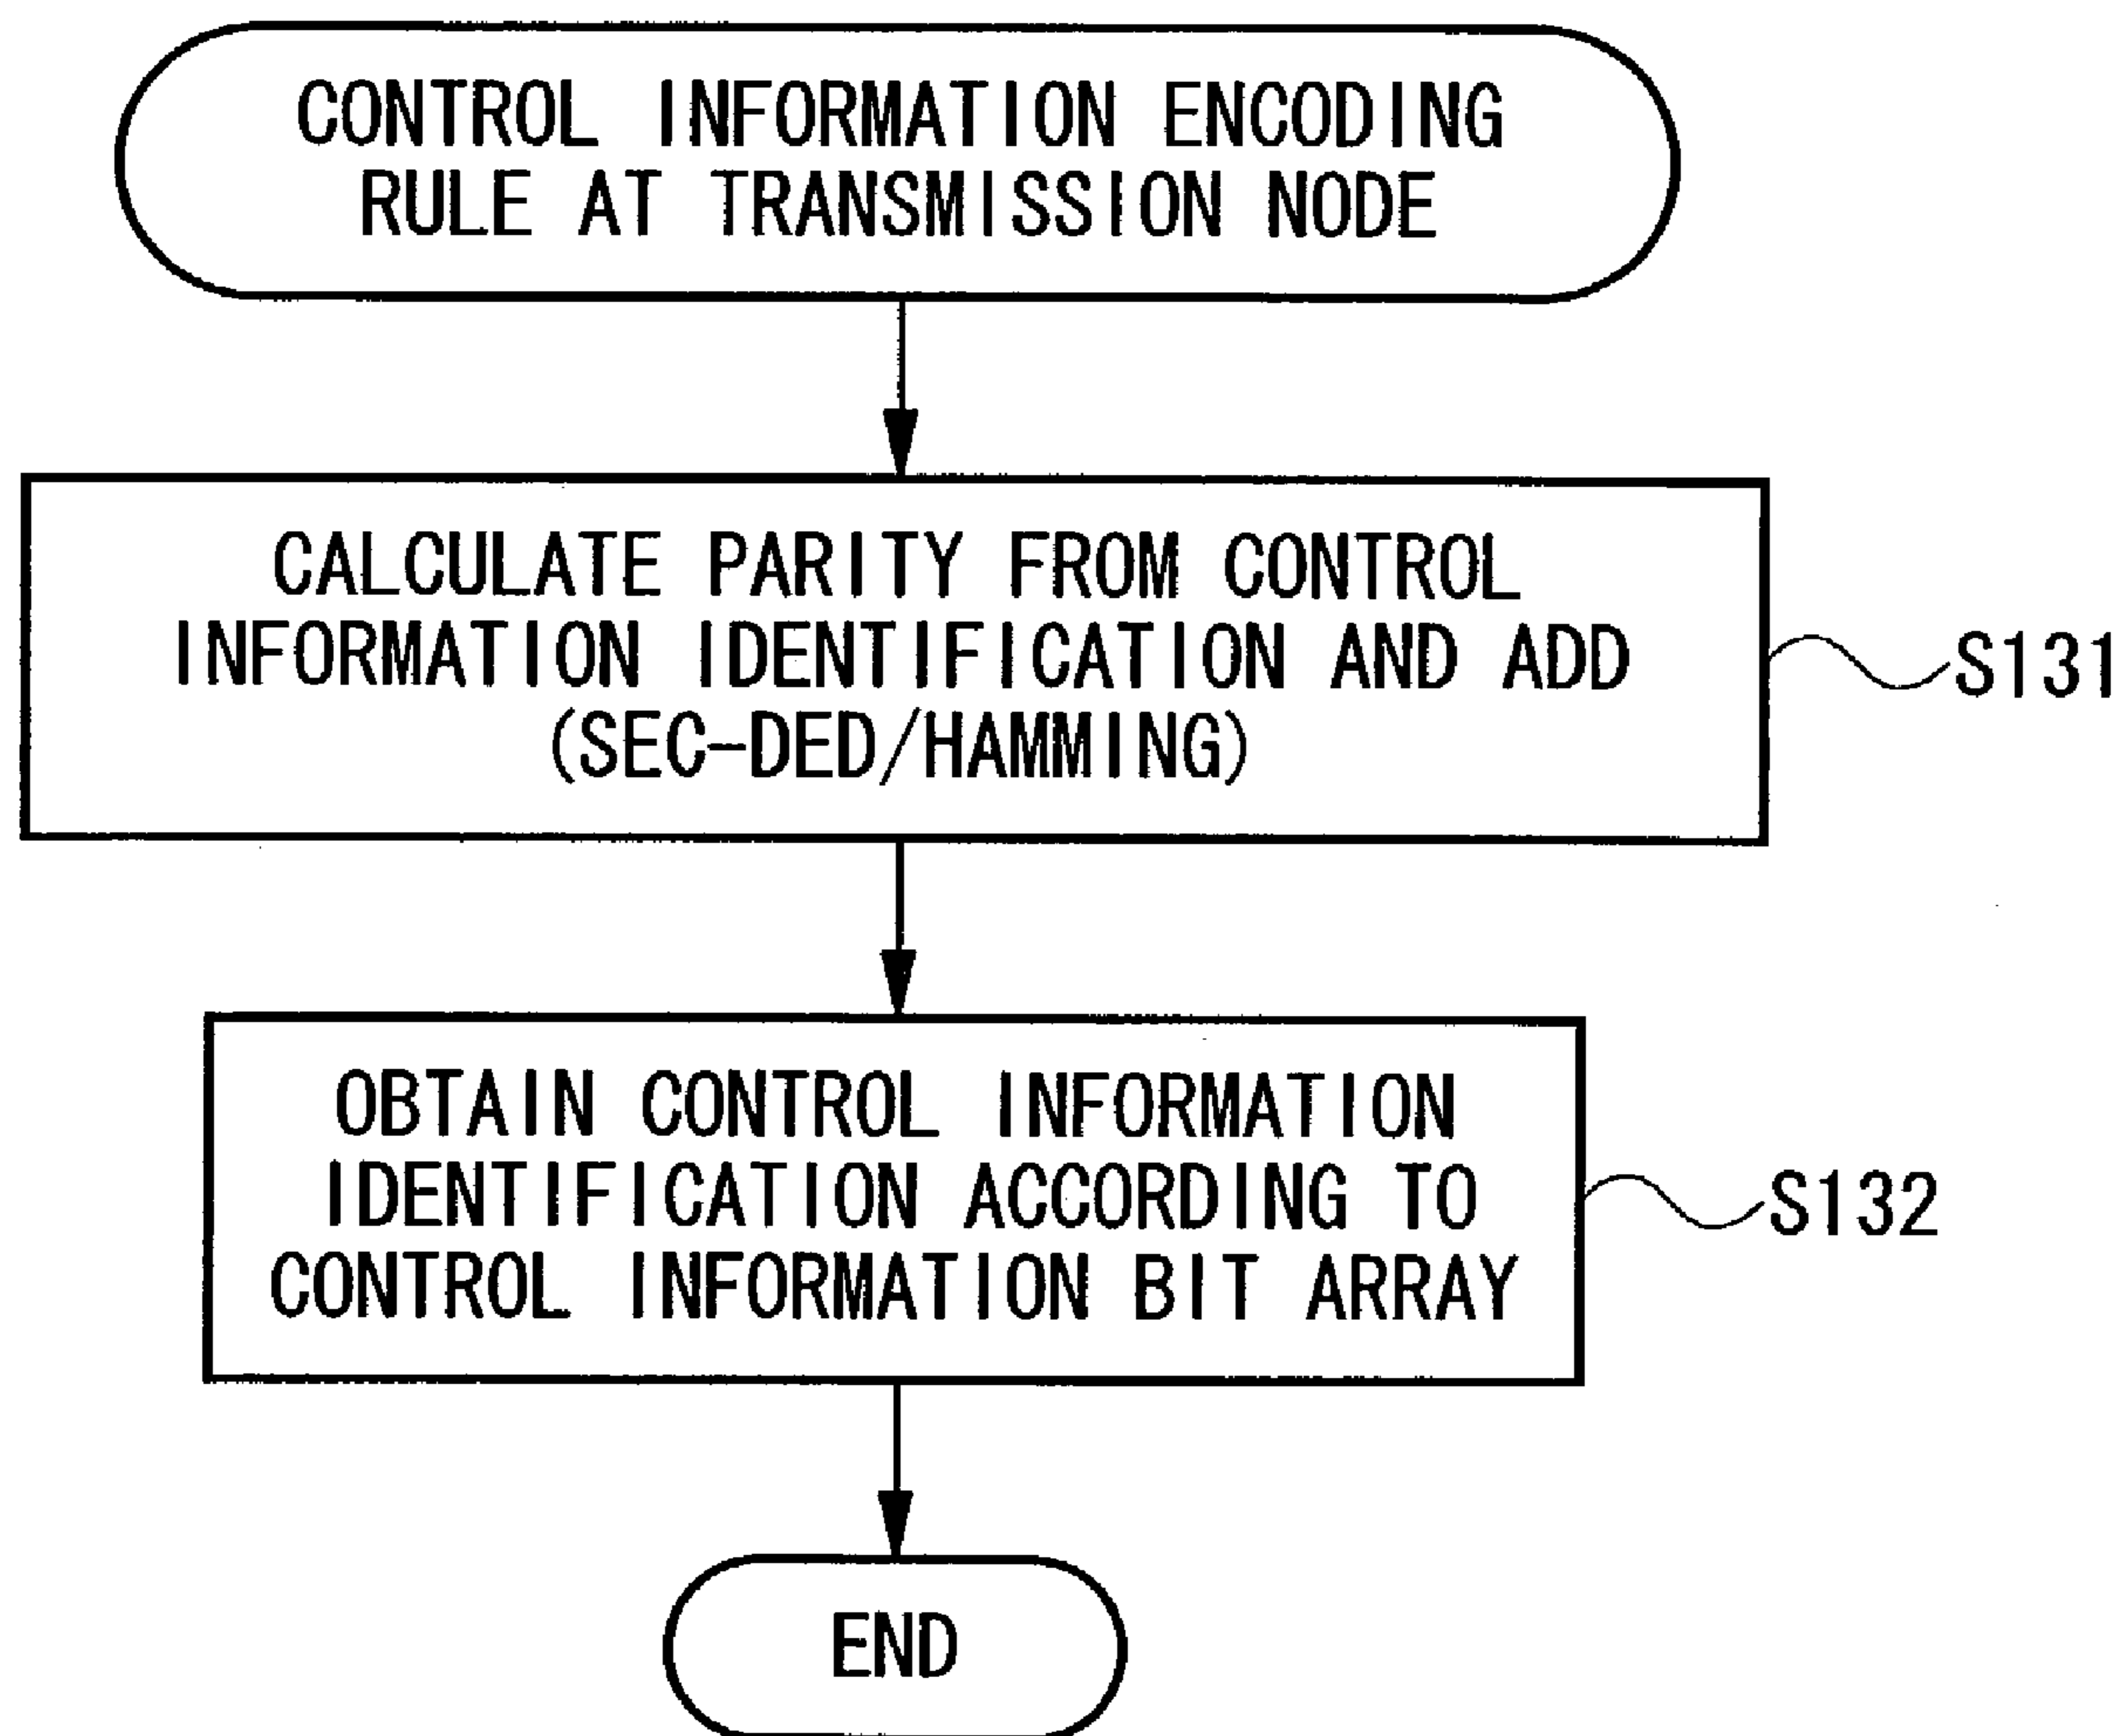 CONTROL INFORMATION ENCODING
RULE AT TRANSMISSION NODE
CALCULATE PARITY FROM CONTROL
INFORMATION IDENTIFICATION AND ADD
(SEC-DED/HAMMING)
S131
OBTAIN CONTROL INFORMATION
IDENTIFICATION ACCORDING TO
CONTROL INFORMATION BIT ARRAY
S132
END